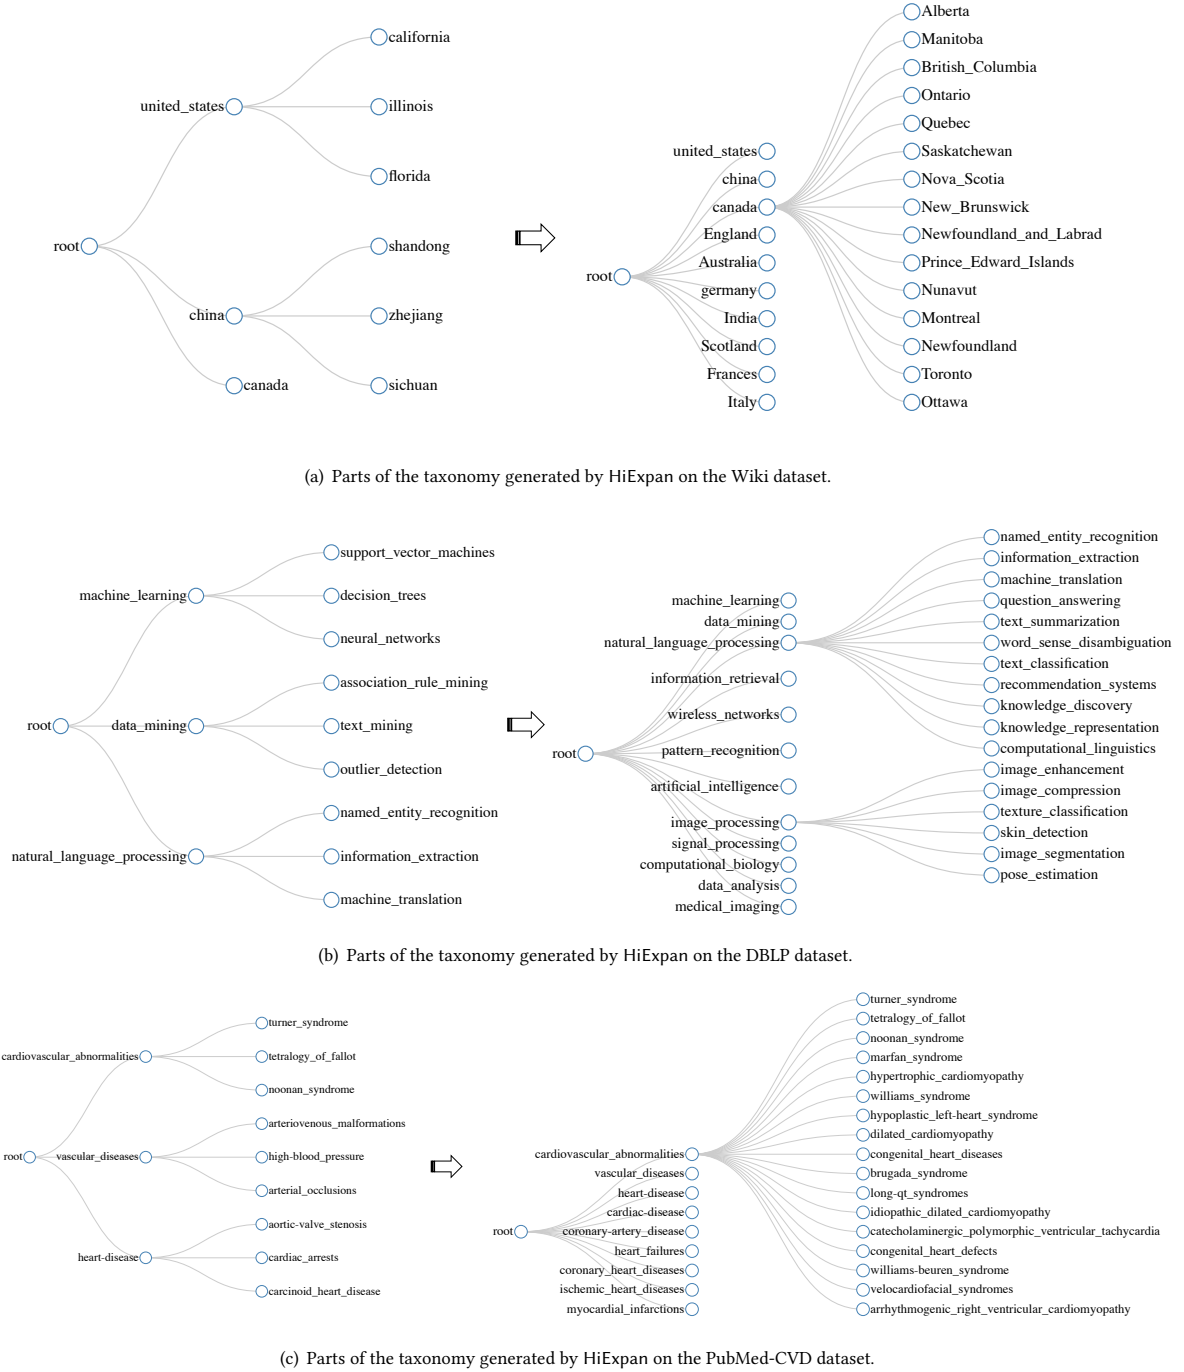 california
united_states
illinois
florida
root
shandong
china
zhejiang
canada
sichuan
Alberta
Manitoba
British_Columbia
Ontario
Quebec
united_states
Saskatchewan
china
Nova_Scotia
canada
New_Brunswick
England
Newfoundland_and_Labrad
Australia
Prince_Edward_Islands
root
germany
Nunavut
India
Montreal
Scotland
Newfoundland
Frances
Toronto
Italy
Ottawa
(a) Parts of the taxonomy generated by HiExpan on the Wiki dataset.
support_vector_machines
machine_learning
decision_trees
neural_networks
association_rule_mining
root
data_mining
text_mining
outlier_detection
named_entity_recognition
natural_language_processing
information_extraction
machine_translation
named_entity_recognition
information_extraction
machine_translation
machine_learning
question_answering
data_mining
text_summarization
natural_language_processing
word_sense_disambiguation
text_classification
information_retrieval
recommendation_systems
knowledge_discovery
wireless_networks
knowledge_representation
pattern_recognition
computational_linguistics
root
image_enhancement
artificial_intelligence
image_compression
texture_classification
image_processing
skin_detection
signal_processing
image_segmentation
computational_biology
pose_estimation
data_analysis
medical_imaging
(b) Parts of the taxonomy generated by HiExpan on the DBLP dataset.
turner_syndrome
cardiovascular_abnormalities
tetralogy_of_fallot
noonan_syndrome
arteriovenous_malformations
root
vascular_diseases
high-blood_pressure
arterial_occlusions
aortic-valve_stenosis
heart-disease
cardiac_arrests
carcinoid_heart_disease
turner_syndrome
tetralogy_of_fallot
noonan_syndrome
marfan_syndrome
hypertrophic_cardiomyopathy
williams_syndrome
hypoplastic_left-heart_syndrome
dilated_cardiomyopathy
cardiovascular_abnormalities
congenital_heart_diseases
vascular_diseases
brugada_syndrome
heart-disease
long-qt_syndromes
cardiac-disease
idiopathic_dilated_cardiomyopathy
root
coronary-artery_disease
catecholaminergic_polymorphic_ventricular_tachycardia
heart_failures
congenital_heart_defects
coronary_heart_diseases
williams-beuren_syndrome
ischemic_heart_diseases
velocardiofacial_syndromes
myocardial_infarctions
arrhythmogenic_right_ventricular_cardiomyopathy
(c) Parts of the taxonomy generated by HiExpan on the PubMed-CVD dataset.